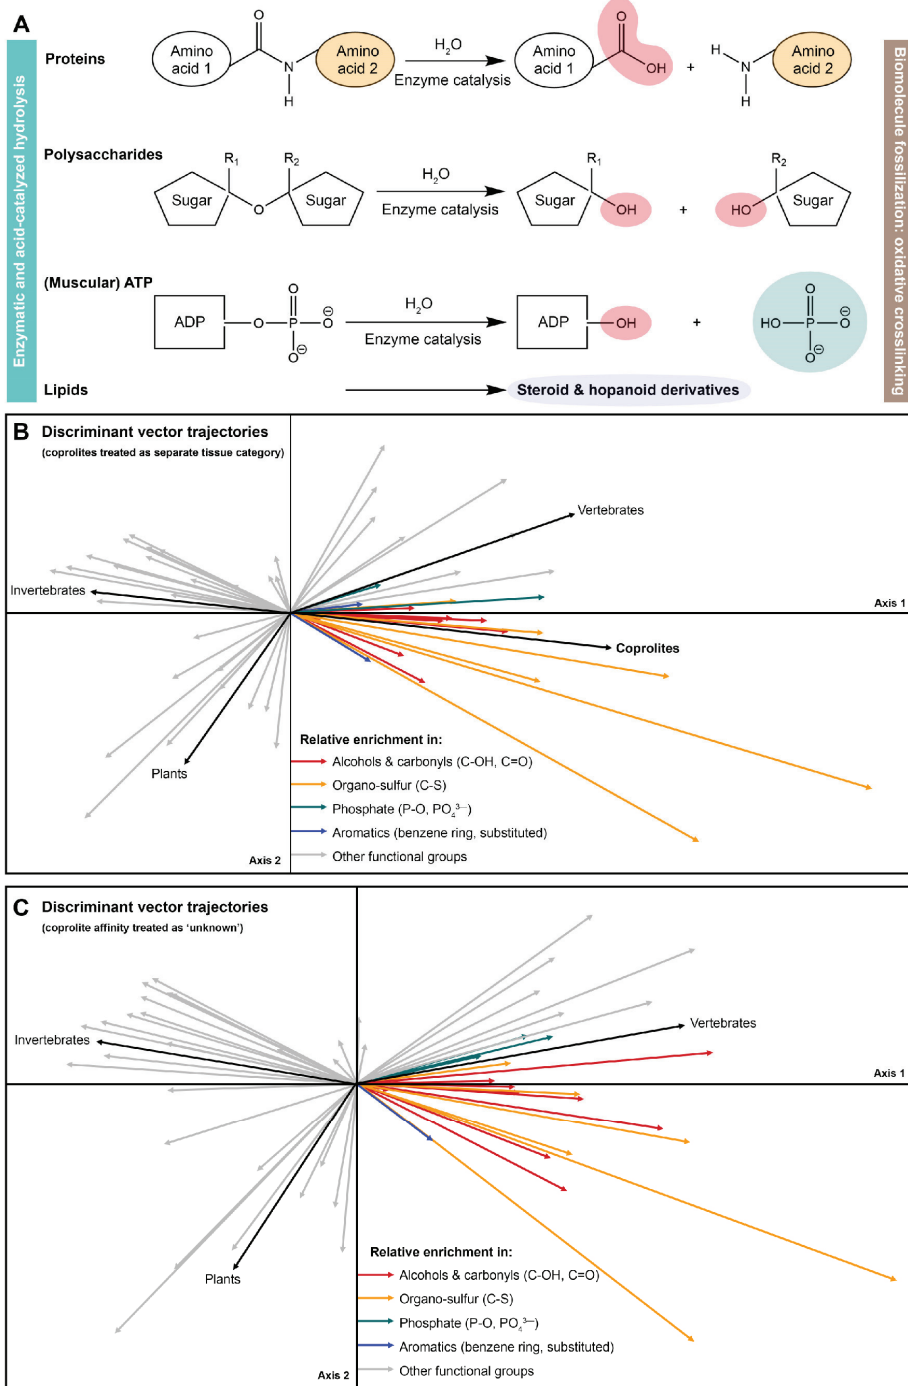 A
Enzymatic and acid-catalyzed hydrolysis
Biomolecule fossilization: oxidative crosslinking
Proteins
Amino
acid 1
O
N
H
Amino
acid 2
H2O
Enzyme catalysis
Amino
acid 1
O
OH
+
H
N
H
Amino
acid 2
Polysaccharides
R1
R2
Sugar
O
Sugar
H2O
Enzyme catalysis
R1
Sugar
OH
+
R2
HO
Sugar
(Muscular) ATP
ADP
O
P
O
O⊖
O⊖
H2O
Enzyme catalysis
ADP
OH
+
O
HO
P
O⊖
O⊖
Lipids
Steroid & hopanoid derivatives
B
Discriminant vector trajectories
(coprolites treated as separate tissue category)
Vertebrates
Invertebrates
Axis 1
Coprolites
Plants
Relative enrichment in:
Alcohols & carbonyls (C-OH, C=O)
Organo-sulfur (C-S)
Phosphate (P-O, PO4³⁻)
Aromatics (benzene ring, substituted)
Other functional groups
Axis 2
C
Discriminant vector trajectories
(coprolite affinity treated as 'unknown')
Vertebrates
Invertebrates
Axis 1
Plants
Relative enrichment in:
Alcohols & carbonyls (C-OH, C=O)
Organo-sulfur (C-S)
Phosphate (P-O, PO4³⁻)
Aromatics (benzene ring, substituted)
Other functional groups
Axis 2